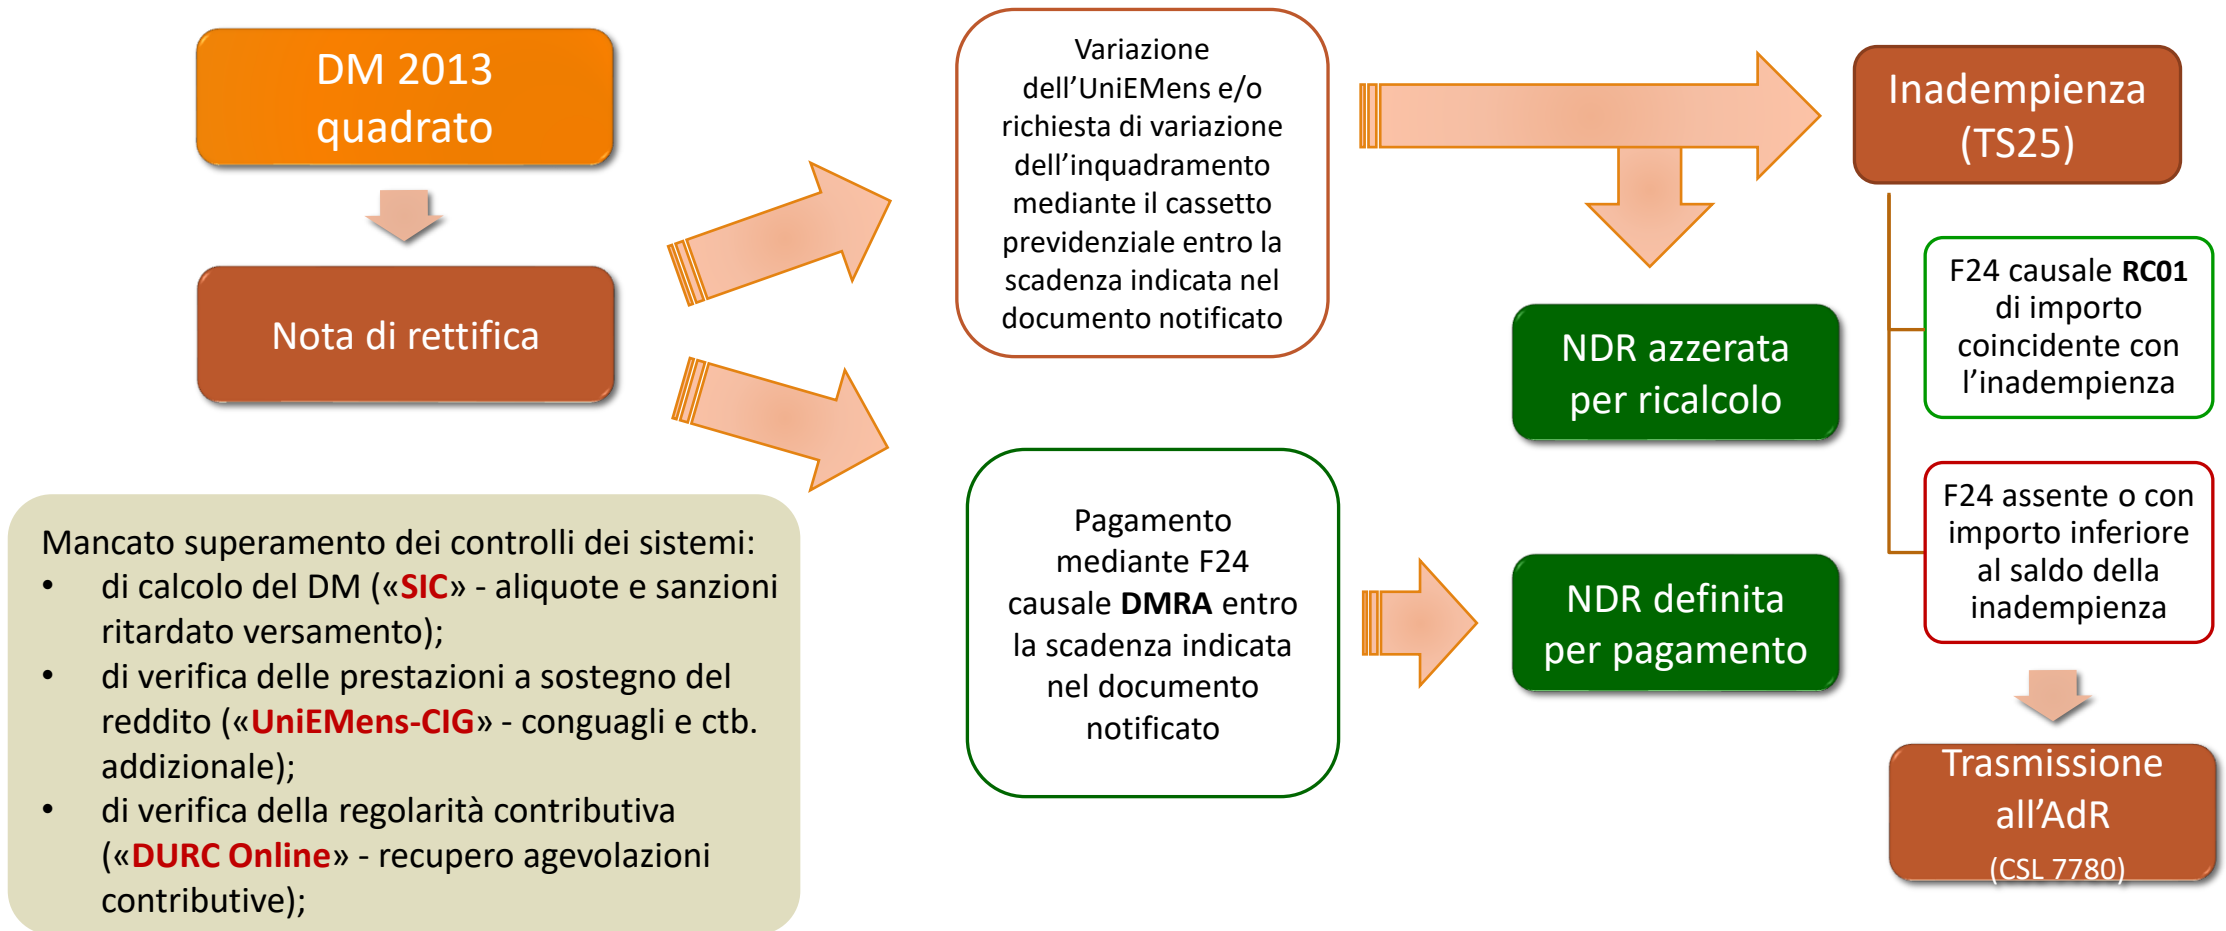 DM 2013
quadrato
Nota di rettifica
Mancato superamento dei controlli dei sistemi:
• di calcolo del DM («SIC» - aliquote e sanzioni
ritardato versamento);
• di verifica delle prestazioni a sostegno del
reddito («UniEMens-CIG» - conguagli e ctb.
addizionale);
• di verifica della regolarità contributiva
(«DURC Online» - recupero agevolazioni
contributive);
Variazione
dell’UniEMens e/o
richiesta di variazione
dell’inquadramento
mediante il cassetto
previdenziale entro la
scadenza indicata nel
documento notificato
Pagamento
mediante F24
causale DMRA entro
la scadenza indicata
nel documento
notificato
NDR azzerata
per ricalcolo
NDR definita
per pagamento
Inadempienza
(TS25)
F24 causale RC01
di importo
coincidente con
l’inadempienza
F24 assente o con
importo inferiore
al saldo della
inadempienza
Trasmissione
all’AdR
(CSL 7780)